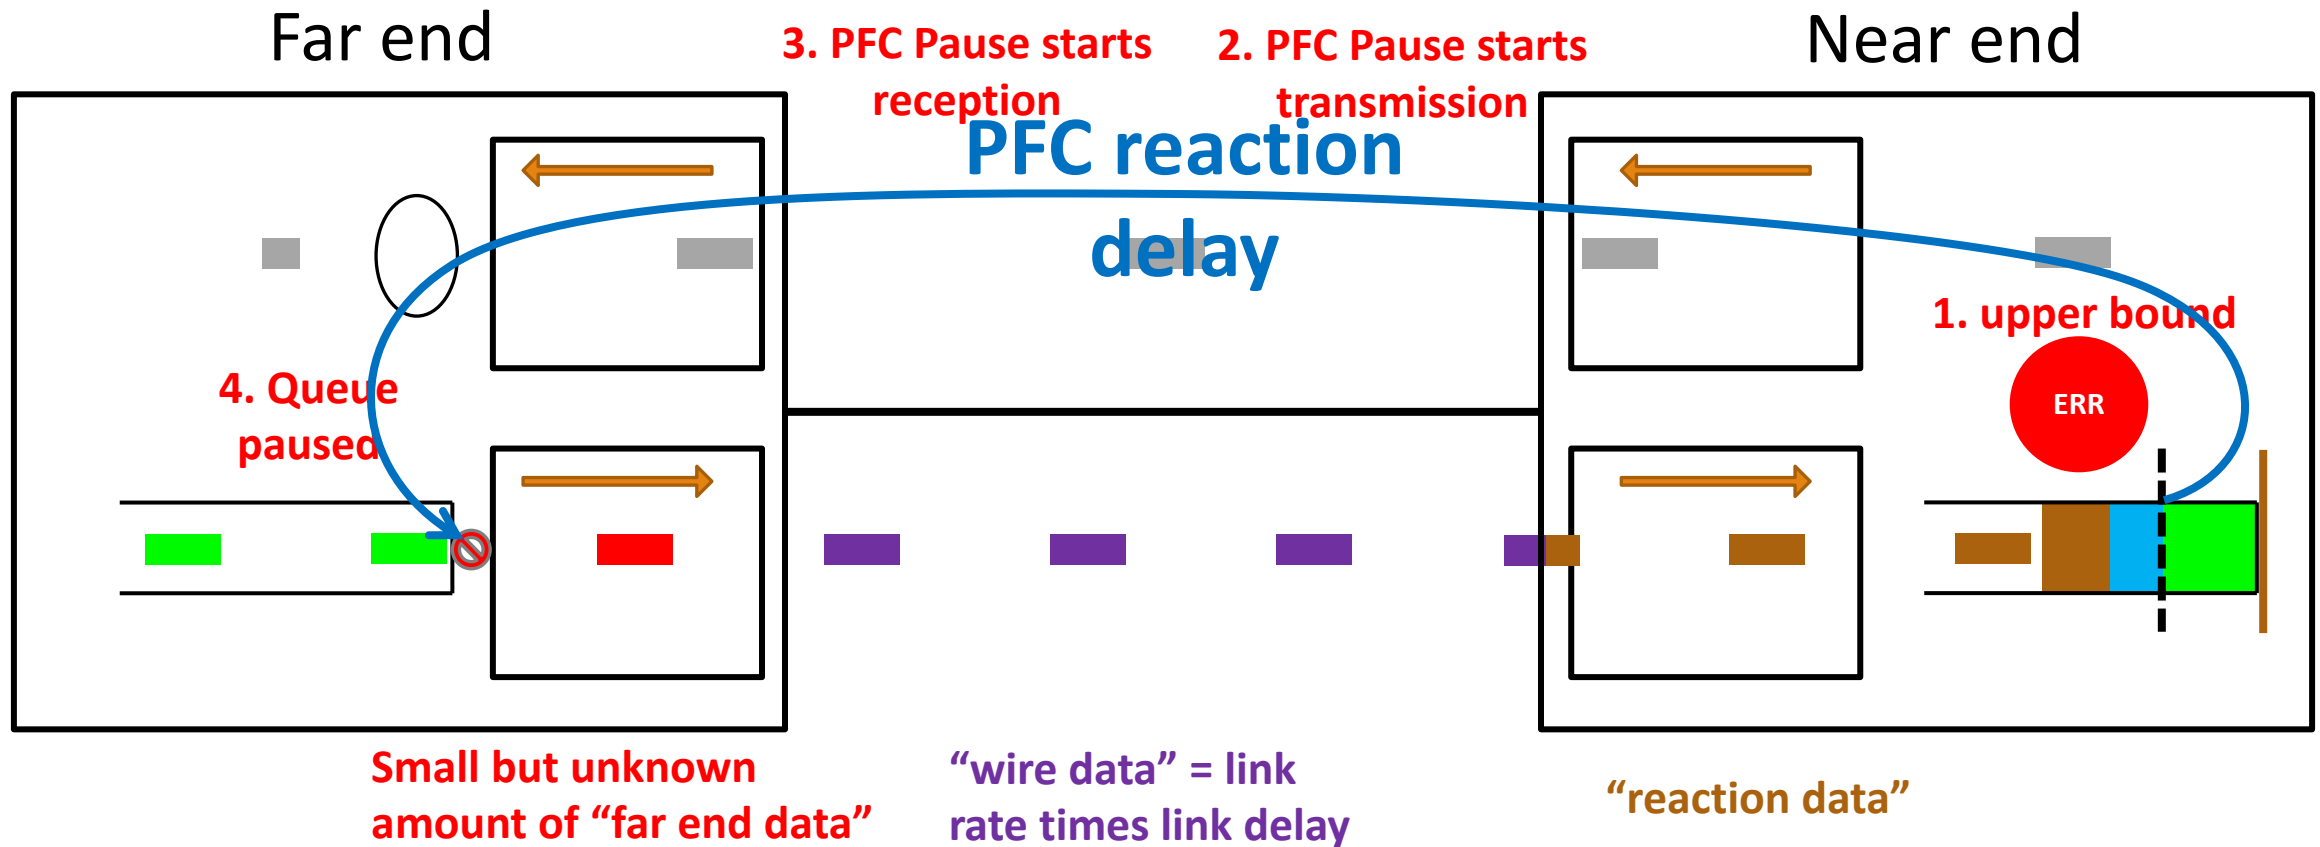 Far end
3. PFC Pause starts
reception
2. PFC Pause starts
transmission
Near end
PFC reaction
delay
1. upper bound
ERR
4. Queue
paused
Small but unknown
amount of “far end data”
“wire data” = link
rate times link delay
“reaction data”